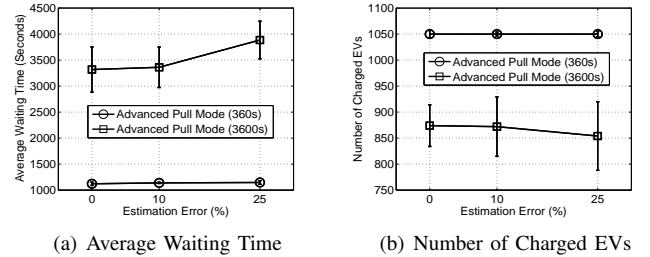 4500
4000
3500
3000
2500
2000
1500
1000
Average Waiting Time (Seconds)
Advanced Pull Mode (360s)
Advanced Pull Mode (3600s)
0 10 25
Estimation Error (%)
(a) Average Waiting Time
1100
1050
1000
950
900
850
800
750
Number of Charged EVs
Advanced Pull Mode (360s)
Advanced Pull Mode (3600s)
0 10 25
Estimation Error (%)
(b) Number of Charged EVs